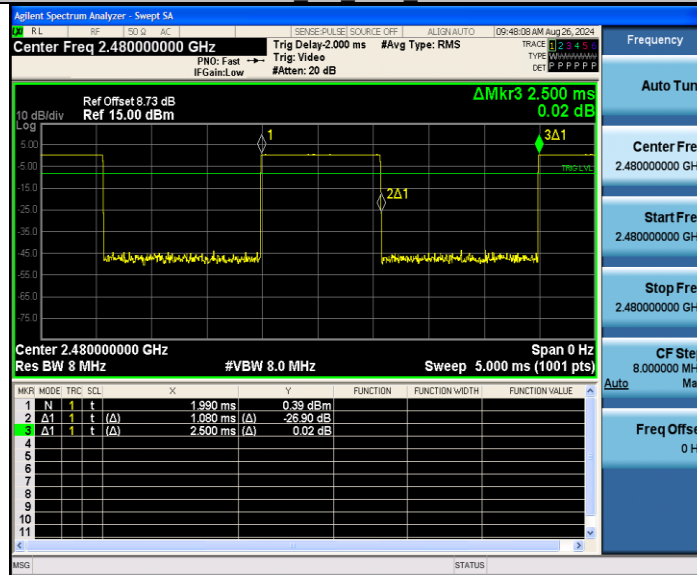 Agilent Spectrum Analyzer - Swept SA
RL RF 50 Ω AC SENSE:PULSE SOURCE OFF ALIGN AUTO 09:48:08 AM Aug 26, 2024
Center Freq 2.480000000 GHz
PNO: Fast
IFGain:Low
Trig Delay-2.000 ms
Trig: Video
#Atten: 20 dB
#Avg Type: RMS
TRACE 1 2 3 4 5 6
TYPE WWWWWW
DET P P P P P P
Ref Offset 8.73 dB
10 dB/div Ref 15.00 dBm
Log
ΔMkr3 2.500 ms
0.02 dB
1
3Δ1
5.00
-5.00
TRIG LVL
-15.0
2Δ1
-25.0
-35.0
-45.0
-55.0
-65.0
-75.0
Center 2.480000000 GHz Span 0 Hz
Res BW 8 MHz #VBW 8.0 MHz Sweep 5.000 ms (1001 pts)
MKR MODE TRC SCL X Y FUNCTION FUNCTION WIDTH FUNCTION VALUE
1 N 1 t 1.990 ms 0.39 dBm
2 Δ1 1 t (Δ) 1.080 ms (Δ) -26.90 dB
3 Δ1 1 t (Δ) 2.500 ms (Δ) 0.02 dB
4
5
6
7
8
9
10
11
MSG STATUS
Frequency
Auto Tun
Center Fre
2.480000000 GH
Start Fre
2.480000000 GH
Stop Fre
2.480000000 GH
CF Ste
8.000000 MH
Auto Ma
Freq Offse
0 H